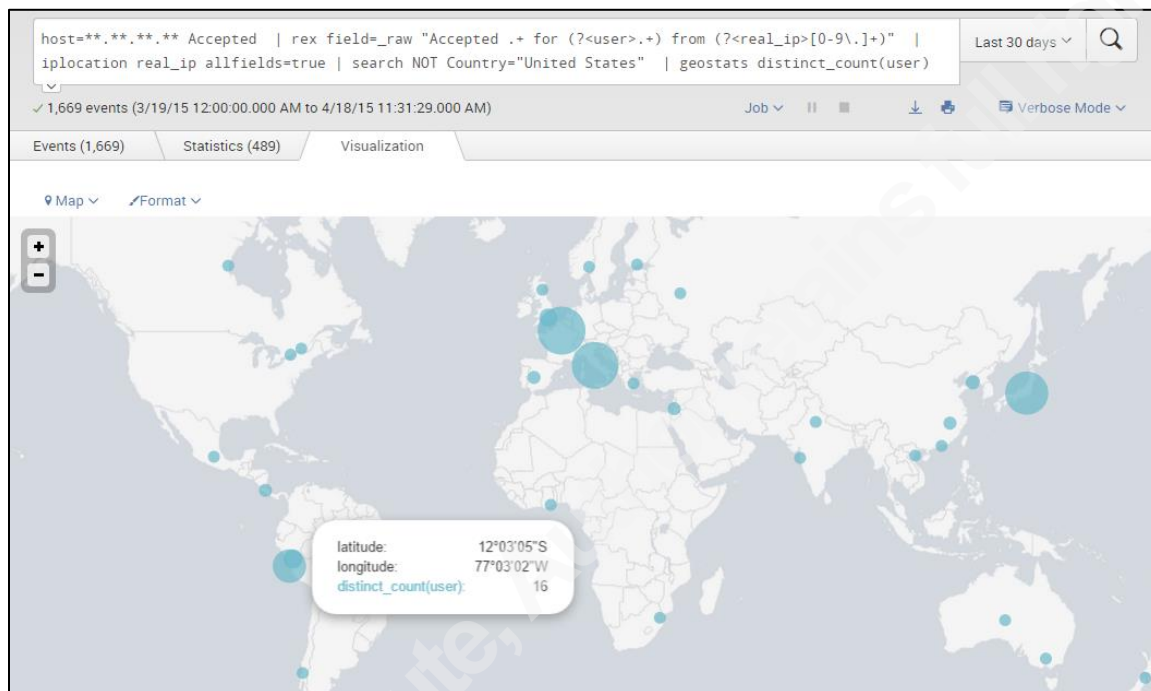 host=**.**.**.** Accepted | rex field=_raw "Accepted .+ for (?<user>.+) from (?<real_ip>[0-9\.]+)" |
iplocation real_ip allfields=true | search NOT Country="United States" | geostats distinct_count(user)
Last 30 days
1,669 events (3/19/15 12:00:00.000 AM to 4/18/15 11:31:29.000 AM)
Job
Verbose Mode
Events (1,669)
Statistics (489)
Visualization
Map
Format
+
-
latitude: 12°03'05"S
longitude: 77°03'02"W
distinct_count(user): 16